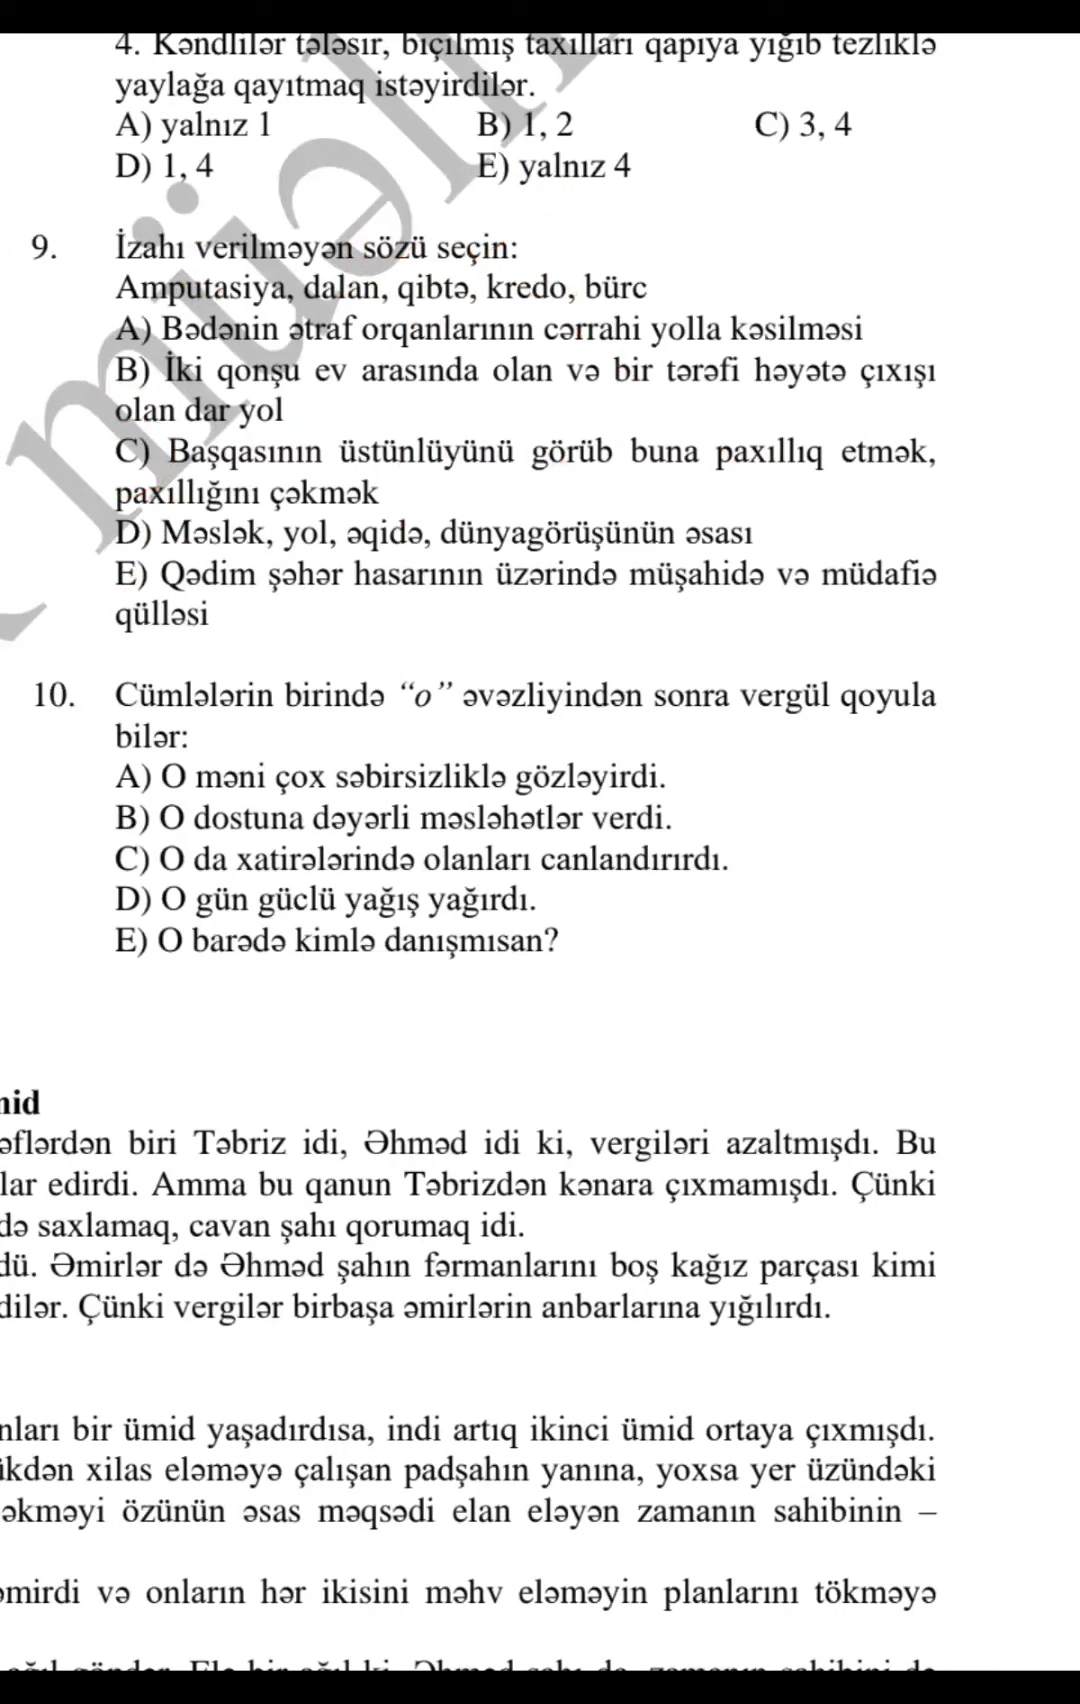 4. Kəndlilər tələsir, biçilmiş taxılları qapıya yığıb tezliklə
yaylağa qayıtmaq istəyirdilər.
A) yalnız 1 B) 1, 2 C) 3, 4
D) 1, 4 E) yalnız 4
9. İzahı verilməyən sözü seçin:
Amputasiya, dalan, qibtə, kredo, bürc
A) Bədənin ətraf orqanlarının cərrahi yolla kəsilməsi
B) İki qonşu ev arasında olan və bir tərəfi həyətə çıxışı
olan dar yol
C) Başqasının üstünlüyünü görüb buna paxıllıq etmək,
paxıllığını çəkmək
D) Məslək, yol, əqidə, dünyagörüşünün əsası
E) Qədim şəhər hasarının üzərində müşahidə və müdafiə
qülləsi
10. Cümlələrin birində “o” əvəzliyindən sonra vergül qoyula
bilər:
A) O məni çox səbirsizliklə gözləyirdi.
B) O dostuna dəyərli məsləhətlər verdi.
C) O da xatirələrində olanları canlandırırdı.
D) O gün güclü yağış yağırdı.
E) O barədə kimlə danışmısan?
mid
əflərdən biri Təbriz idi, Əhməd idi ki, vergiləri azaltmışdı. Bu
lar edirdi. Amma bu qanun Təbrizdən kənara çıxmamışdı. Çünki
də saxlamaq, cavan şahı qorumaq idi.
dü. Əmirlər də Əhməd şahın fərmanlarını boş kağız parçası kimi
dilər. Çünki vergilər birbaşa əmirlərin anbarlarına yığılırdı.
nları bir ümid yaşadırdısa, indi artıq ikinci ümid ortaya çıxmışdı.
ikdən xilas eləməyə çalışan padşahın yanına, yoxsa yer üzündəki
əkməyi özünün əsas məqsədi elan eləyən zamanın sahibinin –
əmirdi və onların hər ikisini məhv eləməyin planlarını tökməyə